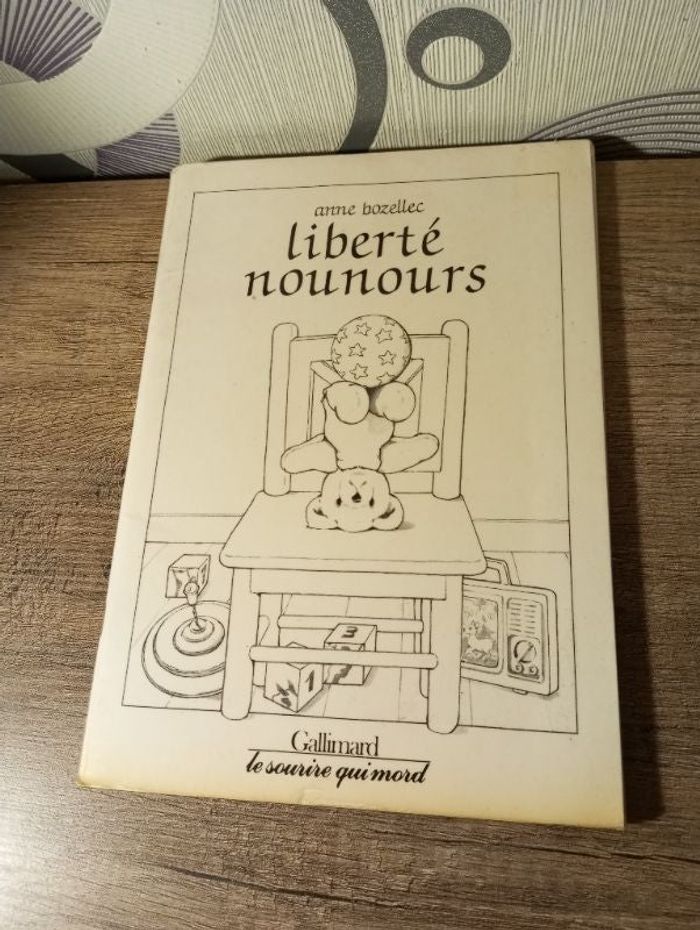 anne bozellec
liberté
nounours
3
1
Gallimard
le sourire qui mord